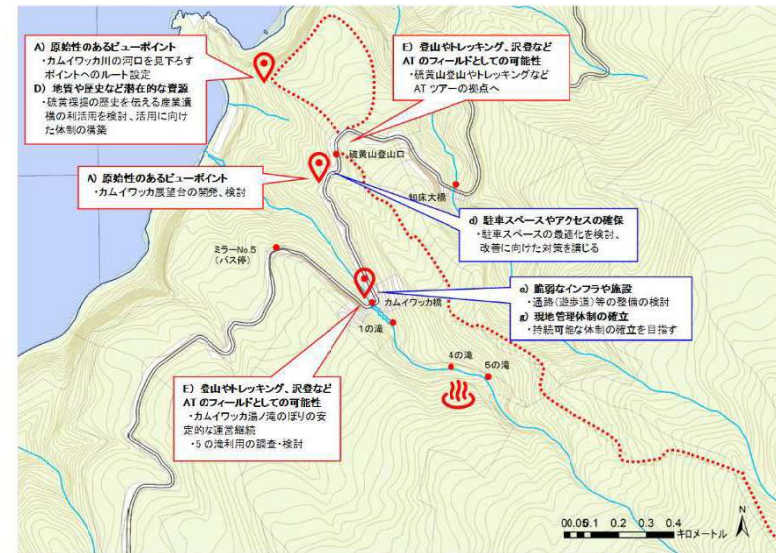 A) 原始性のあるビューポイント
・カムイワッカ川の河口を見下ろす
ポイントへのルート設定
D) 地質や歴史など潜在的な資源
・硫黄採掘の歴史を伝える産業遺
構の利活用を検討、活用に向け
た体制の構築
E) 登山やトレッキング、沢登など
ATのフィールドとしての可能性
・硫黄山登山やトレッキングなど
ATツアーの拠点へ
硫黄山登山口
A) 原始性のあるビューポイント
・カムイワッカ展望台の開発、検討
知床大橋
d) 駐車スペースやアクセスの確保
・駐車スペースの最適化を検討、
改善に向けた対策を講じる
ミラーNo.5
(バス停)
カムイワッカ橋
e) 脆弱なインフラや施設
・通路(遊歩道)等の整備の検討
g) 現地管理体制の確立
・持続可能な体制の確立を目指す
1の滝
4の滝
5の滝
E) 登山やトレッキング、沢登など
ATのフィールドとしての可能性
・カムイワッカ湯ノ滝のぼりの安
定的な運営継続
・5の滝利用の調査・検討
N
00.05.1 0.2 0.3 0.4
キロメートル